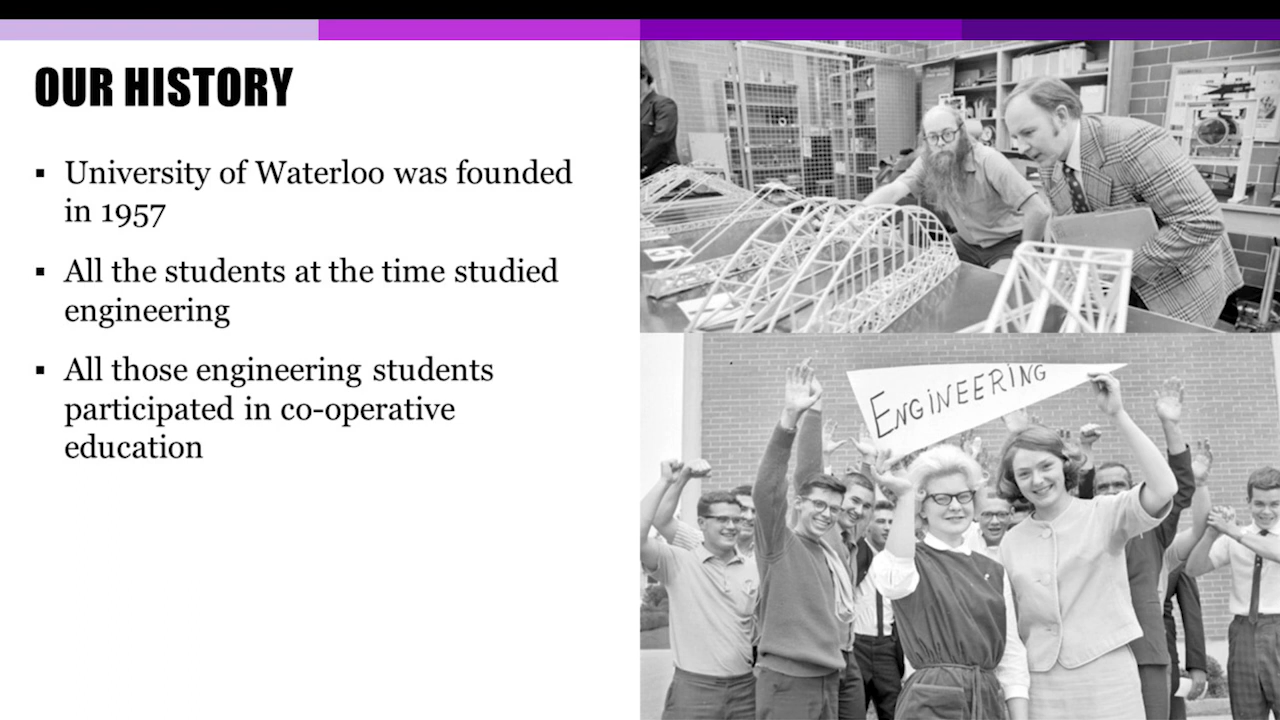 OUR HISTORY
▪ University of Waterloo was founded
in 1957
▪ All the students at the time studied
engineering
▪ All those engineering students
participated in co-operative
education
ENGINEERING